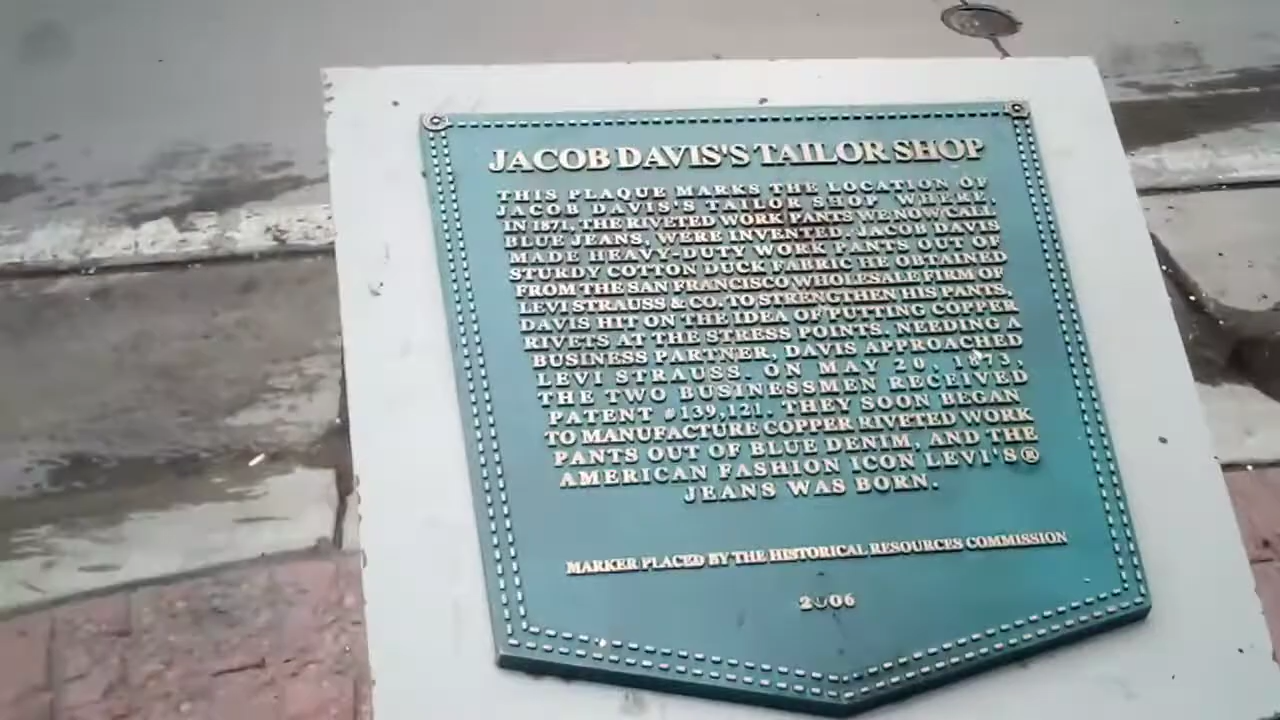 JACOB DAVIS'S TAILOR SHOP
THIS PLAQUE MARKS THE LOCATION OF
JACOB DAVIS'S TAILOR SHOP WHERE,
IN 1871, THE RIVETED WORK PANTS WE NOW CALL
BLUE JEANS, WERE INVENTED. JACOB DAVIS
MADE HEAVY-DUTY WORK PANTS OUT OF
STURDY COTTON DUCK FABRIC HE OBTAINED
FROM THE SAN FRANCISCO WHOLESALE FIRM OF
LEVI STRAUSS & CO. TO STRENGTHEN HIS PANTS,
DAVIS HIT ON THE IDEA OF PUTTING COPPER
RIVETS AT THE STRESS POINTS. NEEDING A
BUSINESS PARTNER, DAVIS APPROACHED
LEVI STRAUSS. ON MAY 20, 1873,
THE TWO BUSINESSMEN RECEIVED
PATENT #139,121. THEY SOON BEGAN
TO MANUFACTURE COPPER RIVETED WORK
PANTS OUT OF BLUE DENIM, AND THE
AMERICAN FASHION ICON LEVI'S®
JEANS WAS BORN.
MARKER PLACED BY THE HISTORICAL RESOURCES COMMISSION
2006